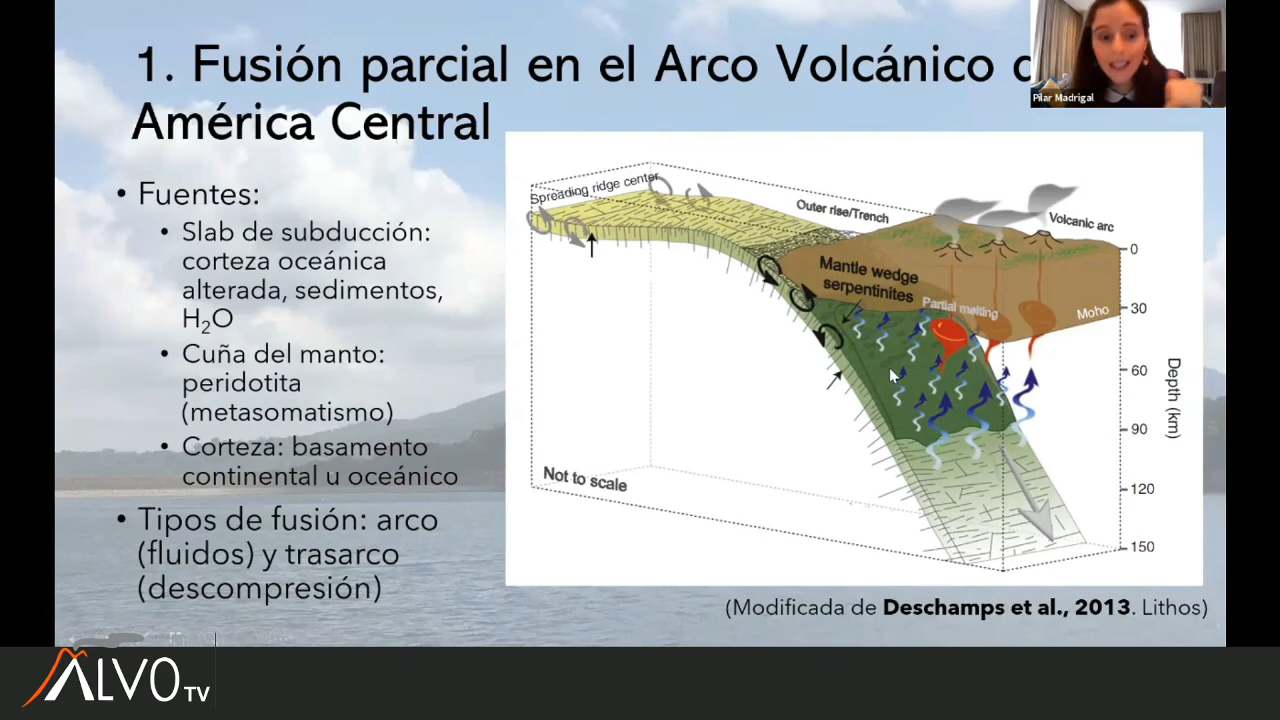 1. Fusión parcial en el Arco Volcánico
América Central
Pilar Madrigal
• Fuentes:
• Slab de subducción:
corteza oceánica
alterada, sedimentos,
H₂O
• Cuña del manto:
peridotita
(metasomatismo)
• Corteza: basamento
continental u oceánico
• Tipos de fusión: arco
(fluidos) y trasarco
(descompresión)
Spreading ridge center
Outer rise/Trench
Volcanic arc
Mantle wedge
serpentinites
Partial melting
Moho
0
30
60
90
120
150
Depth (km)
Not to scale
(Modificada de Deschamps et al., 2013. Lithos)
ALVO TV